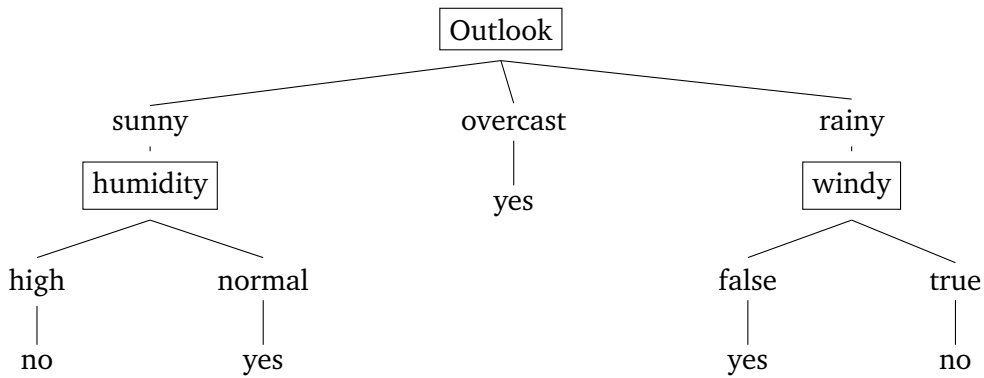 Outlook
sunny overcast rainy
humidity windy
yes
high normal false true
no yes yes no